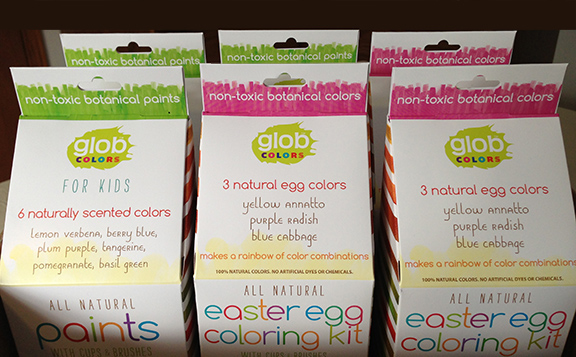 non-toxic botanical paints
non-toxic botanical paints
non-toxic botanical colors
non-toxic botanical paints
glob
COLORS
FOR KIDS
6 naturally scented colors
lemon verbena, berry blue,
plum purple, tangerine,
pomegranate, basil green
ALL NATURAL
paints
WITH CUPS & BRUSHES
non-toxic botanical colors
glob
COLORS
3 natural egg colors
yellow annatto
purple radish
blue cabbage
makes a rainbow of color combinations
100% NATURAL COLORS. NO ARTIFICIAL DYES OR CHEMICALS.
ALL NATURAL
easter egg
coloring kit
WITH CUPS & BRUSHES
non-toxic botanical colors
glob
COLORS
3 natural egg colors
yellow annatto
purple radish
blue cabbage
makes a rainbow of color combinations
100% NATURAL COLORS. NO ARTIFICIAL DYES OR CHEMICALS.
ALL NATURAL
easter egg
coloring kit